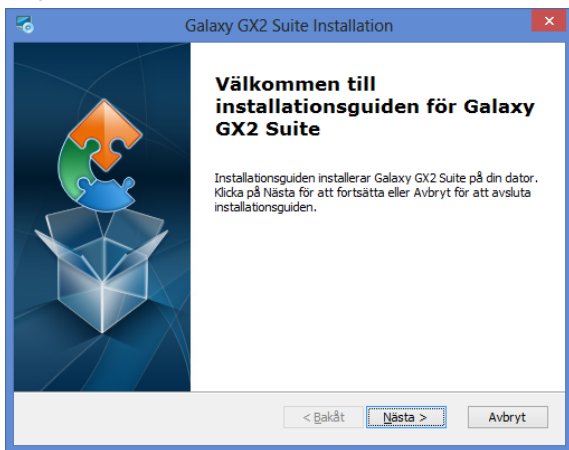 Galaxy GX2 Suite Installation
Välkommen till
installationsguiden för Galaxy
GX2 Suite
Installationsguiden installerar Galaxy GX2 Suite på din dator.
Klicka på Nästa för att fortsätta eller Avbryt för att avsluta
installationsguiden.
< Bakåt
Nästa >
Avbryt